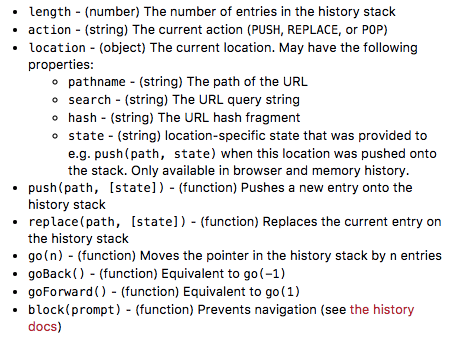 • length - (number) The number of entries in the history stack
• action - (string) The current action (PUSH, REPLACE, or POP)
• location - (object) The current location. May have the following
properties:
◦ pathname - (string) The path of the URL
◦ search - (string) The URL query string
◦ hash - (string) The URL hash fragment
◦ state - (string) location-specific state that was provided to
e.g. push(path, state) when this location was pushed onto
the stack. Only available in browser and memory history.
• push(path, [state]) - (function) Pushes a new entry onto the
history stack
• replace(path, [state]) - (function) Replaces the current entry on
the history stack
• go(n) - (function) Moves the pointer in the history stack by n entries
• goBack() - (function) Equivalent to go(-1)
• goForward() - (function) Equivalent to go(1)
• block(prompt) - (function) Prevents navigation (see the history
docs)